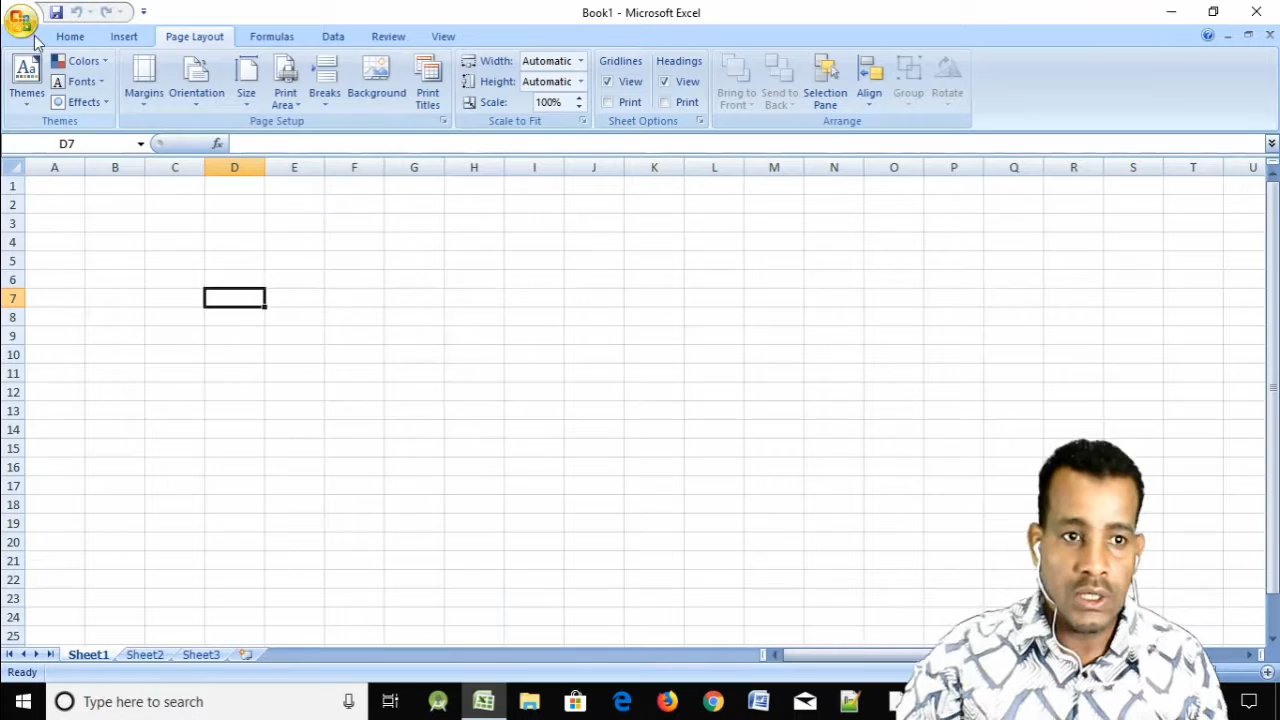 Book1 - Microsoft Excel
Home Insert Page Layout Formulas Data Review View
Themes Colors Fonts Effects Margins Orientation Size Print Area Breaks Background Print Titles Width: Automatic Height: Automatic Scale: 100% Gridlines View Print Headings View Print Bring to Front Send to Back Selection Pane Align Group Rotate
Themes Page Setup Scale to Fit Sheet Options Arrange
D7 fx
A B C D E F G H I J K L M N O P Q R S T U
1
2
3
4
5
6
7
8
9
10
11
12
13
14
15
16
17
18
19
20
21
22
23
24
25
Sheet1 Sheet2 Sheet3
Ready
Type here to search